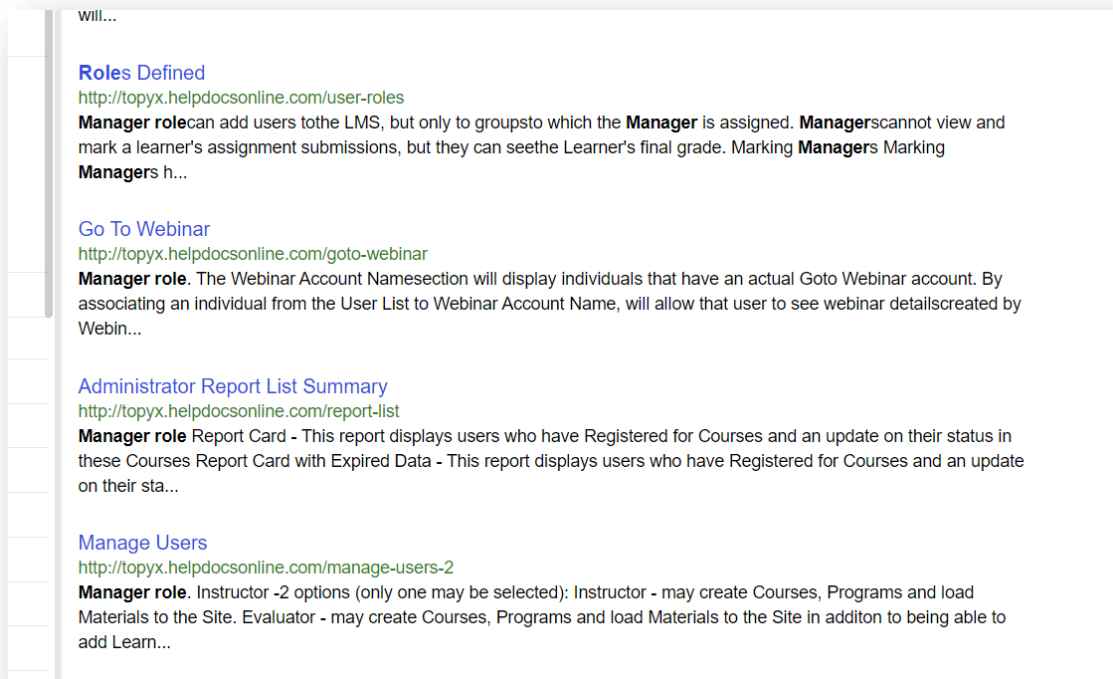 will...
Roles Defined
http://topyx.helpdocsonline.com/user-roles
Manager rolecan add users tothe LMS, but only to groupsto which the Manager is assigned. Managerscannot view and
mark a learner's assignment submissions, but they can seethe Learner's final grade. Marking Managers Marking
Managers h...
Go To Webinar
http://topyx.helpdocsonline.com/goto-webinar
Manager role. The Webinar Account Namesection will display individuals that have an actual Goto Webinar account. By
associating an individual from the User List to Webinar Account Name, will allow that user to see webinar detailscreated by
Webin...
Administrator Report List Summary
http://topyx.helpdocsonline.com/report-list
Manager role Report Card - This report displays users who have Registered for Courses and an update on their status in
these Courses Report Card with Expired Data - This report displays users who have Registered for Courses and an update
on their sta...
Manage Users
http://topyx.helpdocsonline.com/manage-users-2
Manager role. Instructor -2 options (only one may be selected): Instructor - may create Courses, Programs and load
Materials to the Site. Evaluator - may create Courses, Programs and load Materials to the Site in additon to being able to
add Learn...